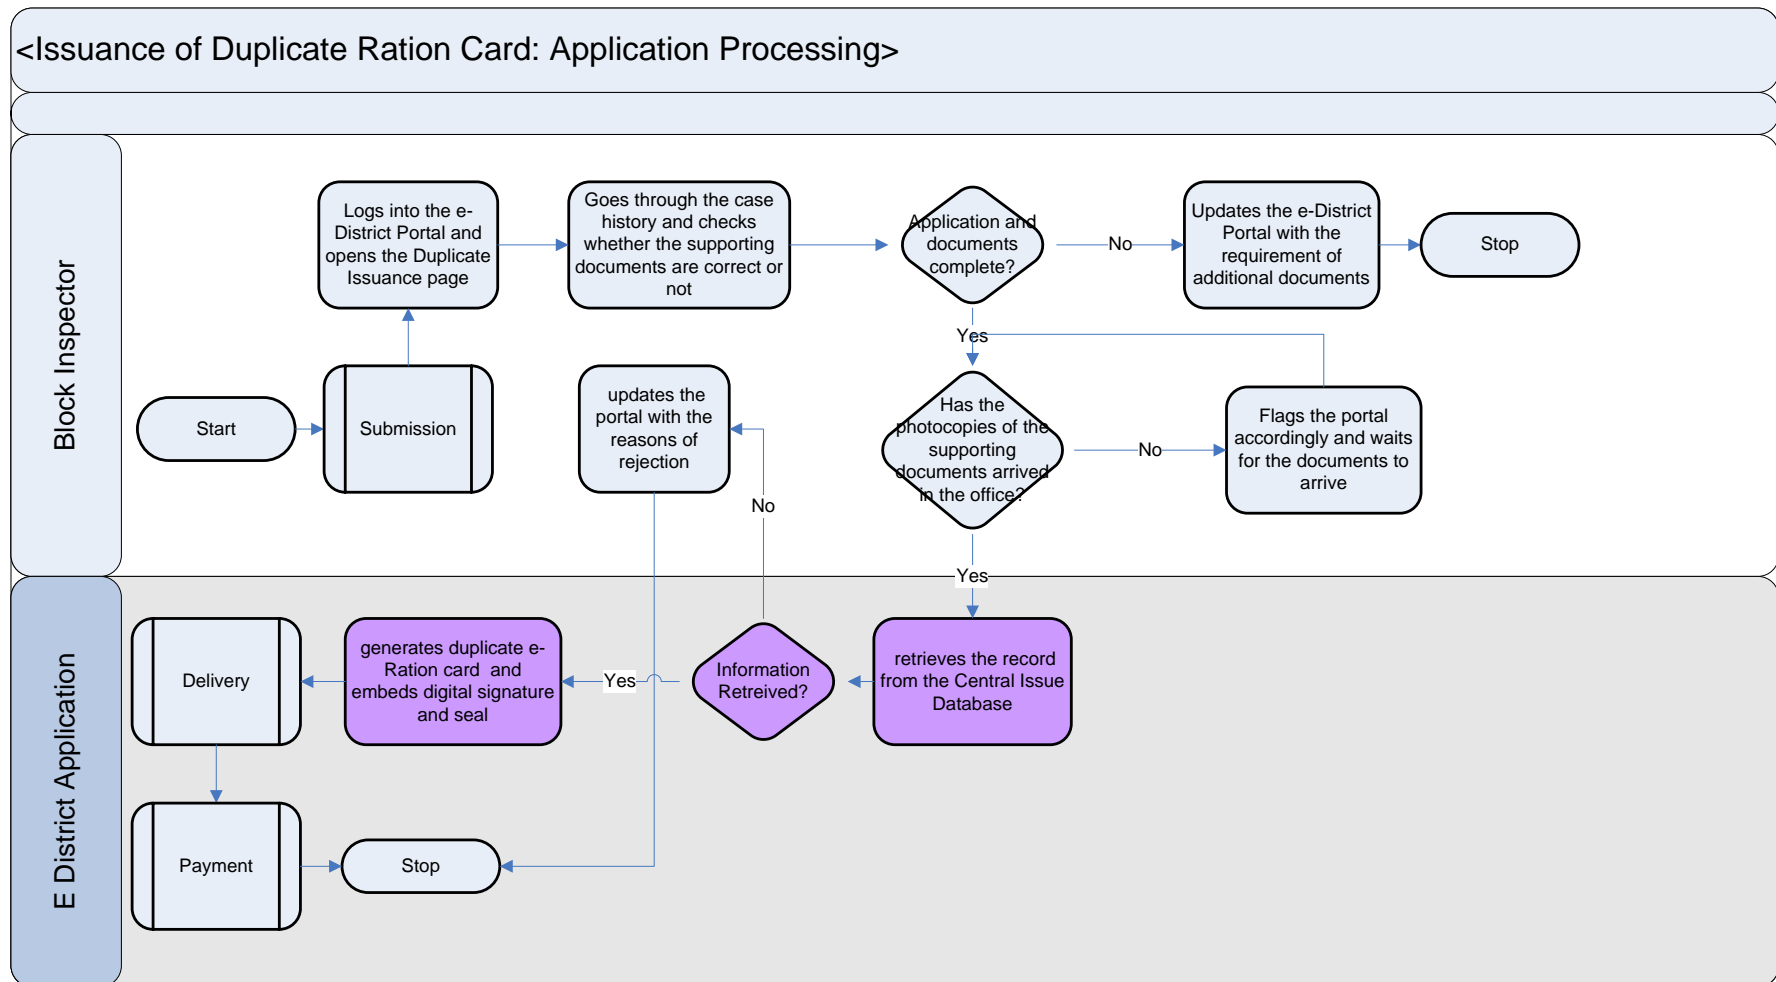 <Issuance of Duplicate Ration Card: Application Processing>
Block Inspector
Logs into the e-
District Portal and
opens the Duplicate
Issuance page
Goes through the case
history and checks
whether the supporting
documents are correct or
not
Application and
documents
complete?
No
Updates the e-District
Portal with the
requirement of
additional documents
Stop
Yes
Start
Submission
updates the
portal with the
reasons of
rejection
Has the
photocopies of the
supporting
documents arrived
in the office?
No
Flags the portal
accordingly and waits
for the documents to
arrive
No
Yes
E District Application
Delivery
generates duplicate e-
Ration card  and
embeds digital signature
and seal
Yes
Information
Retreived?
retrieves the record
from the Central Issue
Database
Payment
Stop